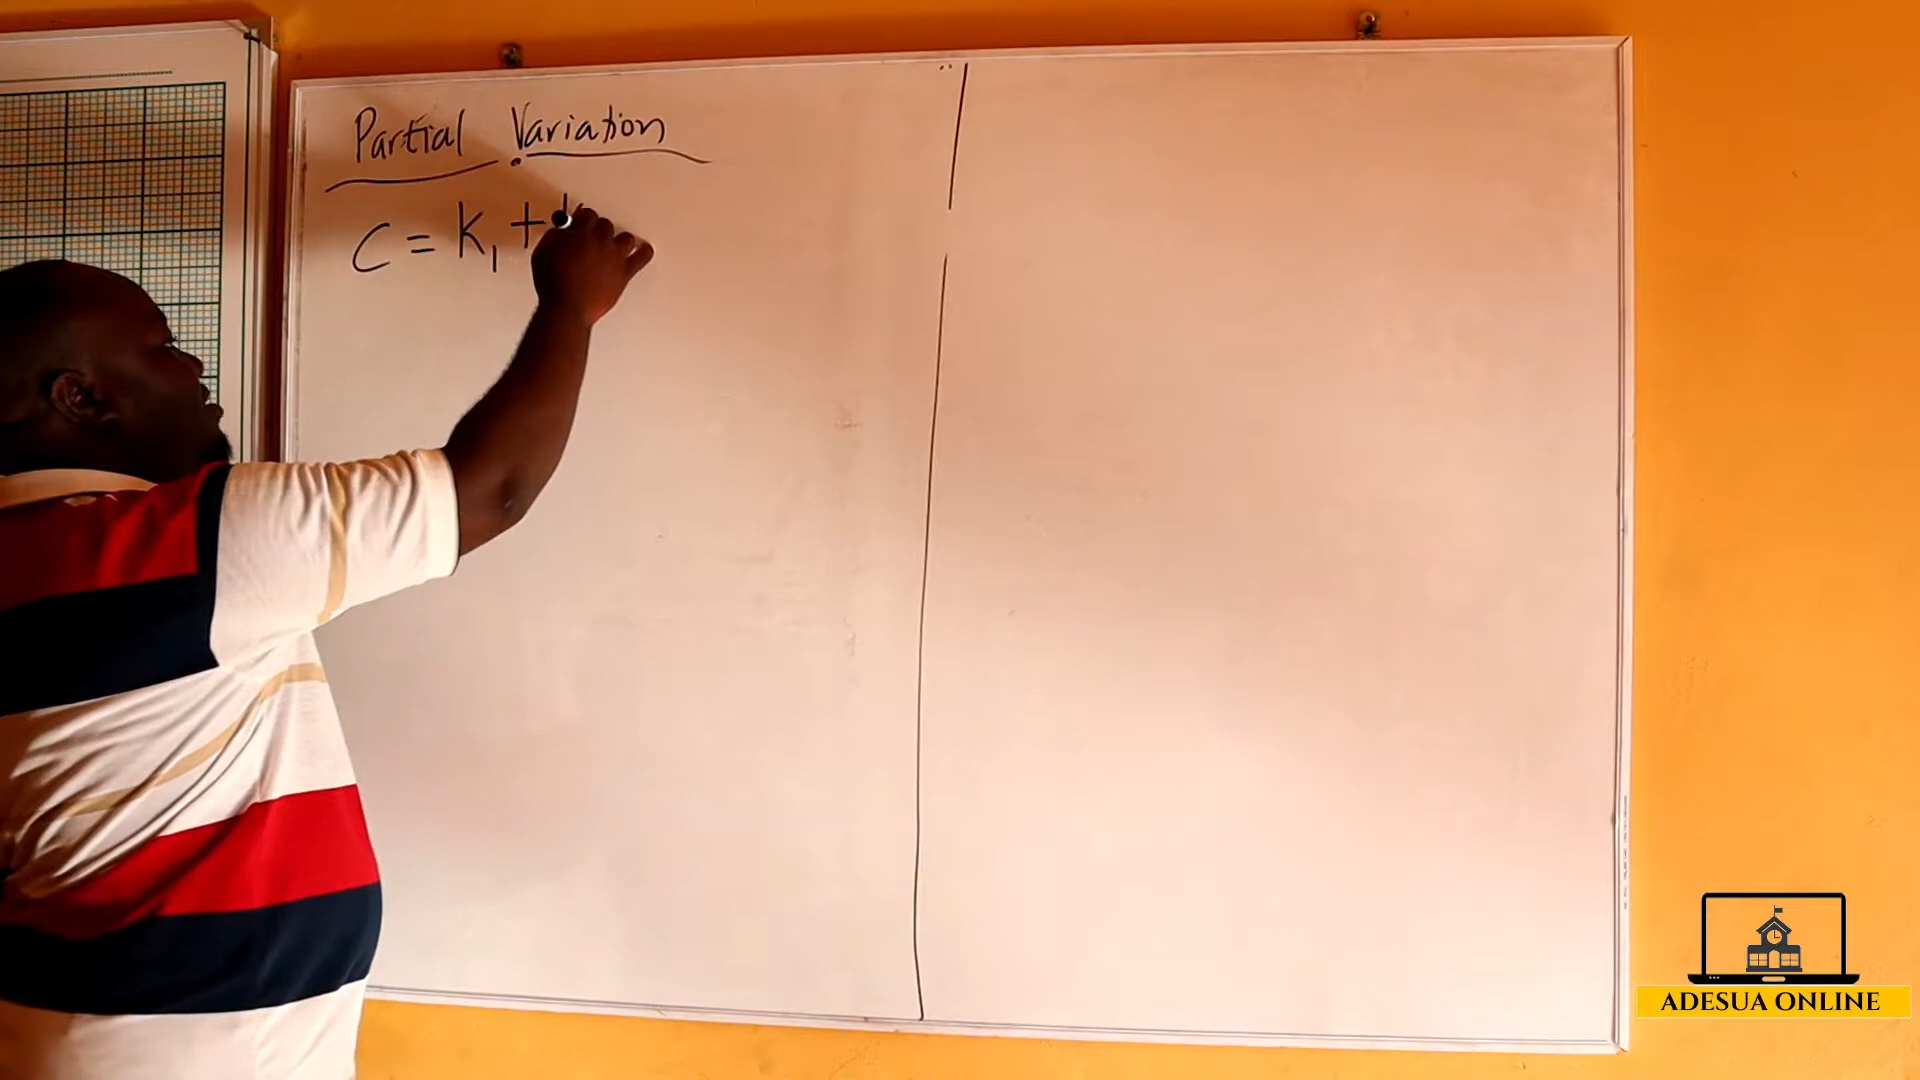 Partial Variation
C = K₁ + K
ADESUA ONLINE